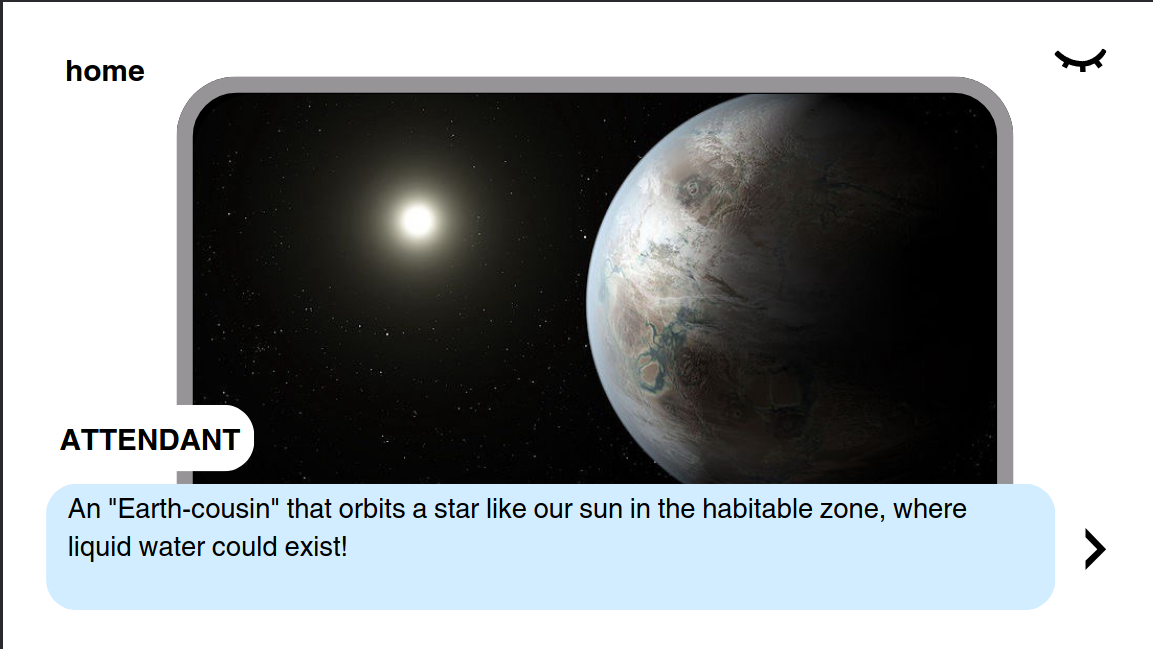 home
ATTENDANT
An "Earth-cousin" that orbits a star like our sun in the habitable zone, where
liquid water could exist!